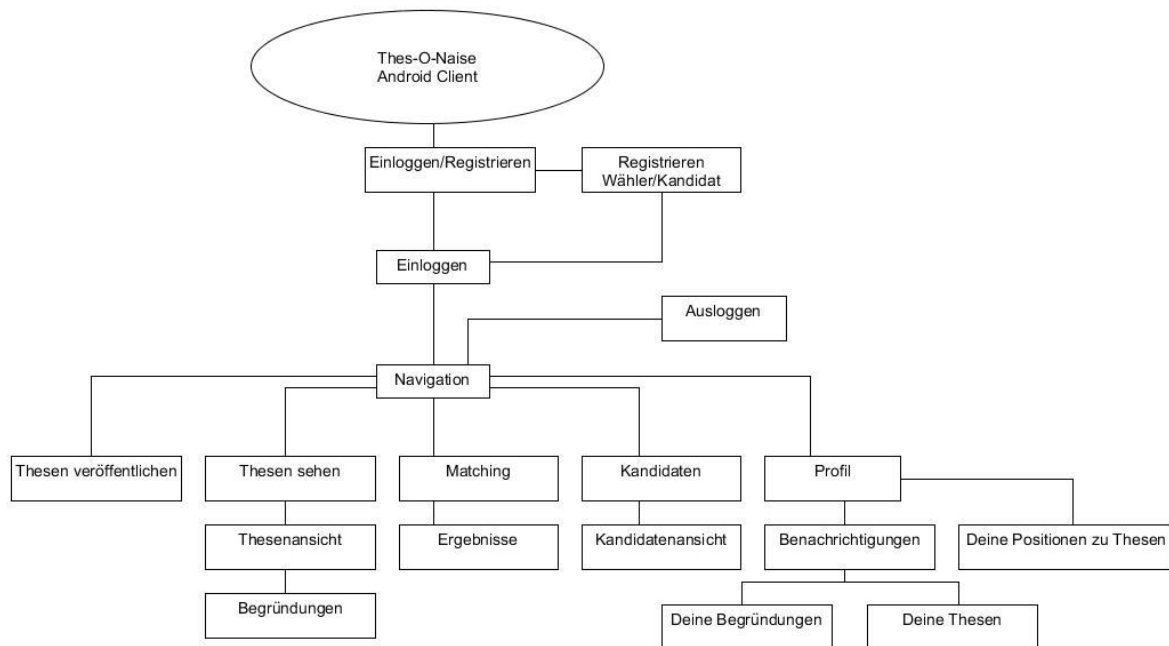 Thes-O-Naise
Android Client
Einloggen/Registrieren
Registrieren
Wähler/Kandidat
Einloggen
Ausloggen
Navigation
Thesen veröffentlichen
Thesen sehen
Matching
Kandidaten
Profil
Thesenansicht
Ergebnisse
Kandidatenansicht
Benachrichtigungen
Deine Positionen zu Thesen
Begründungen
Deine Begründungen
Deine Thesen